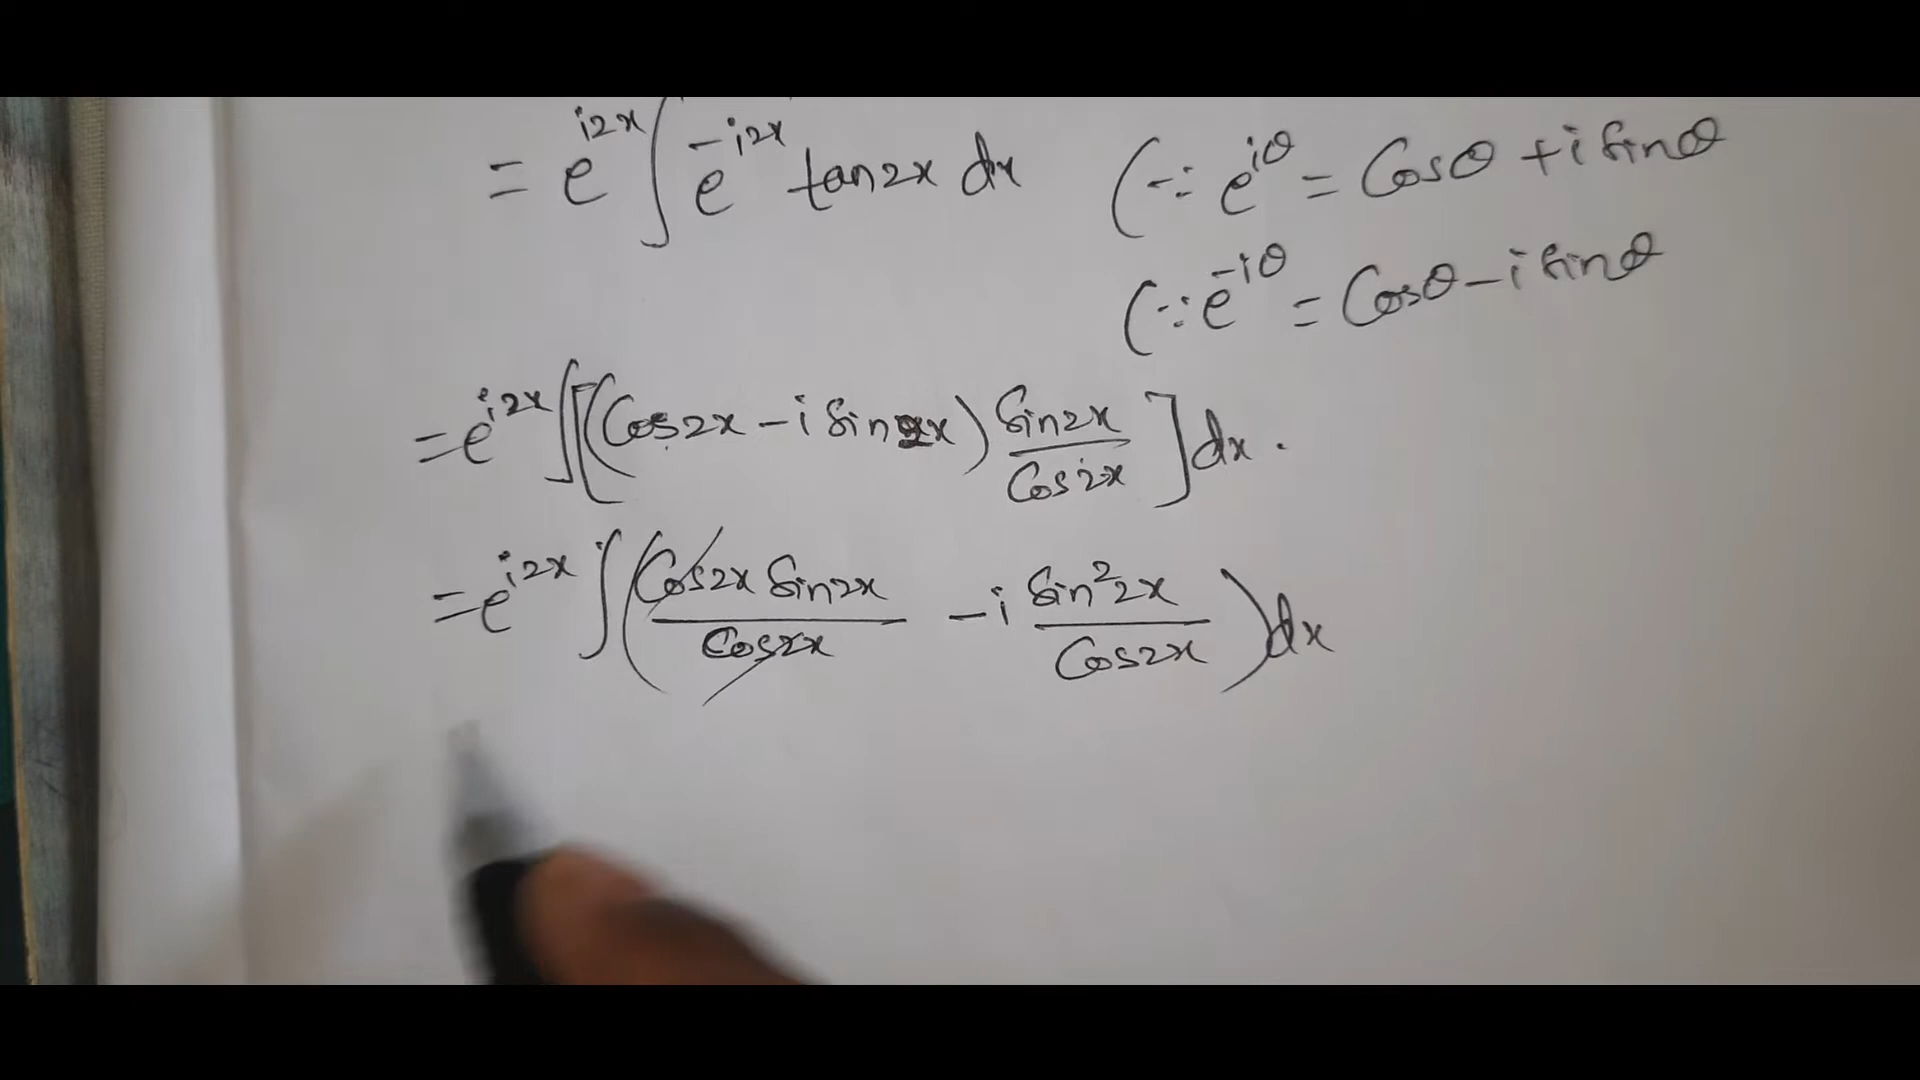 = e^{i2x} ∫ e^{-i2x} tan2x dx (∵ e^{iθ} = Cosθ + i Sinθ
(∵ e^{-iθ} = Cosθ - i Sinθ
= e^{i2x} ∫ [(Cos2x - i Sin2x) Sin2x/Cos2x] dx.
= e^{i2x} ∫ (Cos2x Sin2x/Cos2x - i Sin²2x/Cos2x) dx